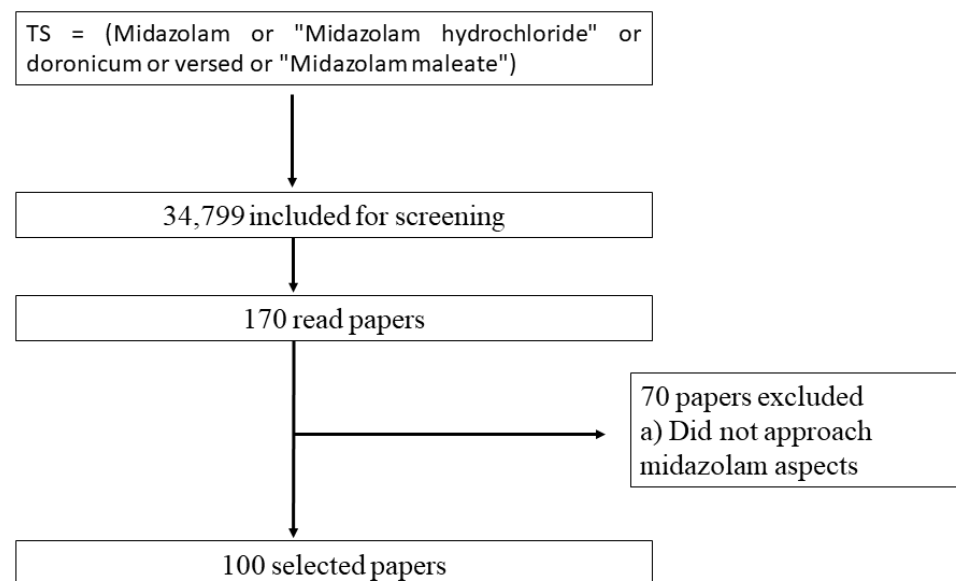 TS = (Midazolam or "Midazolam hydrochloride" or
doronicum or versed or "Midazolam maleate")
34,799 included for screening
170 read papers
70 papers excluded
a) Did not approach
midazolam aspects
100 selected papers